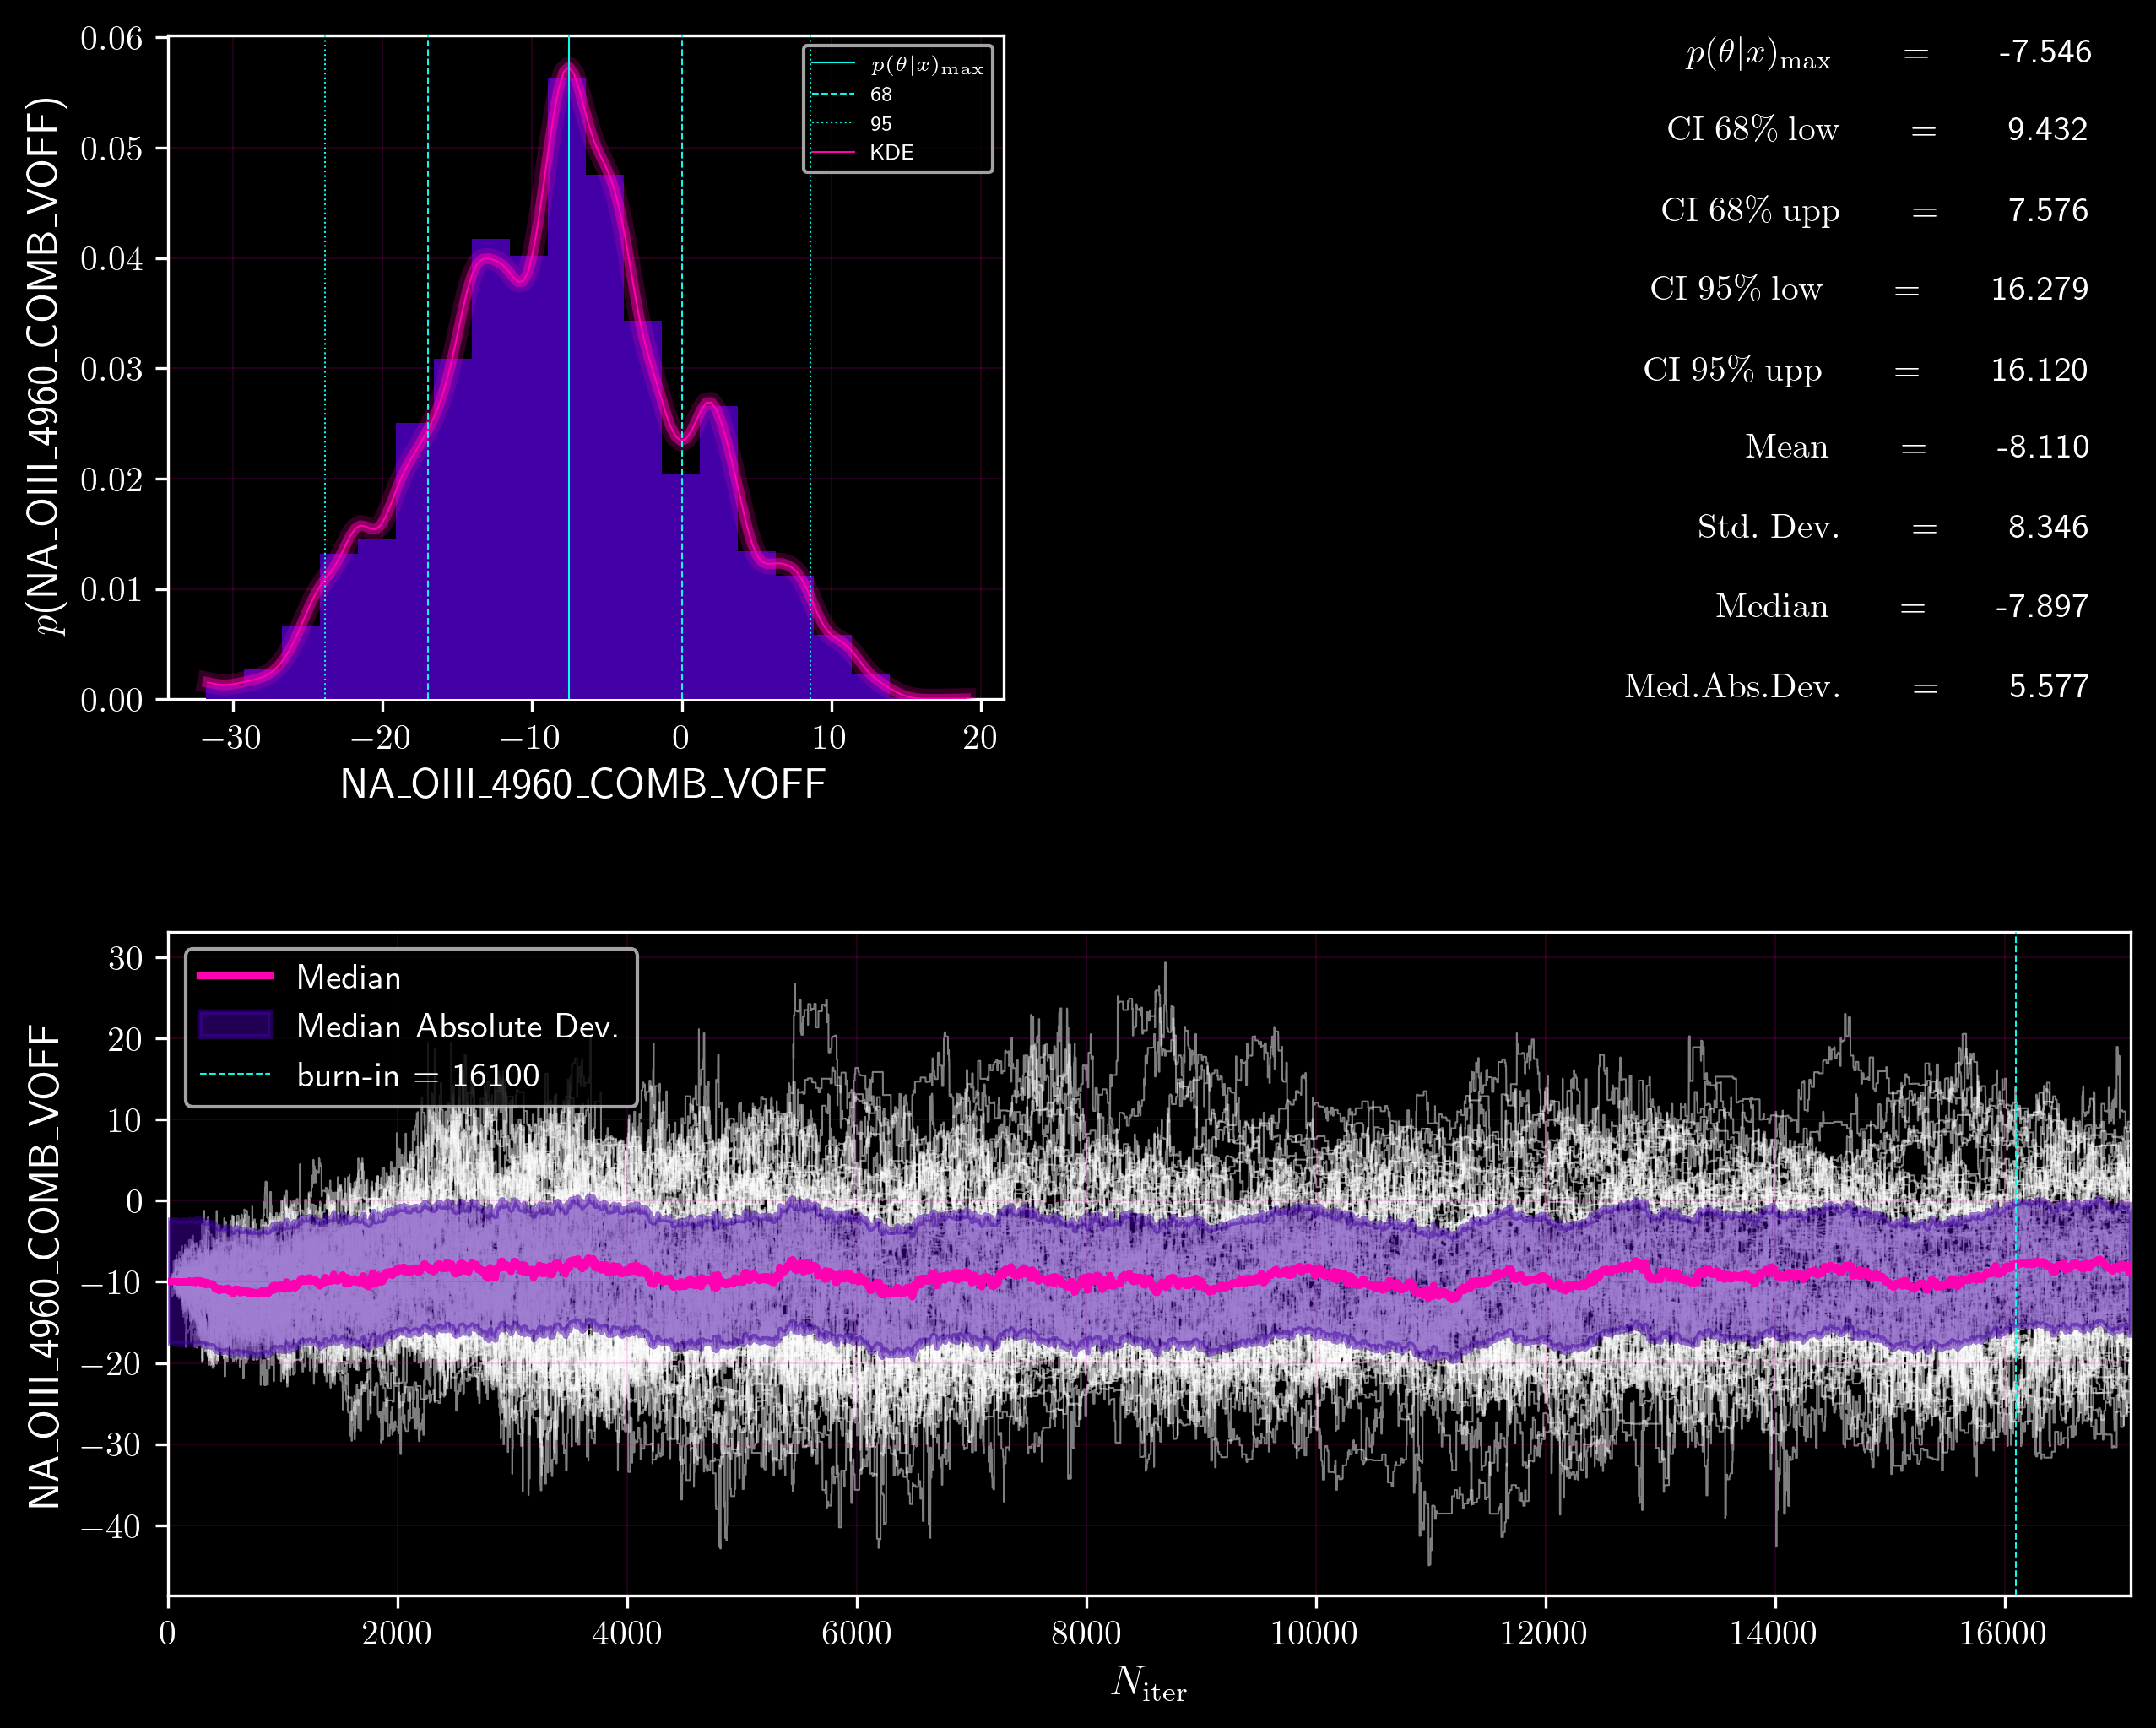 0.06
0.05
0.04
0.03
0.02
0.01
0.00
p(NA_OIII_4960_COMB_VOFF)
p(θ|x)max
68
95
KDE
−30 −20 −10 0 10 20
NA_OIII_4960_COMB_VOFF
p(θ|x)max = -7.546
CI 68% low = 9.432
CI 68% upp = 7.576
CI 95% low = 16.279
CI 95% upp = 16.120
Mean = -8.110
Std. Dev. = 8.346
Median = -7.897
Med.Abs.Dev. = 5.577
30
20
10
0
−10
−20
−30
−40
NA_OIII_4960_COMB_VOFF
Median
Median Absolute Dev.
burn-in = 16100
0 2000 4000 6000 8000 10000 12000 14000 16000
Niter